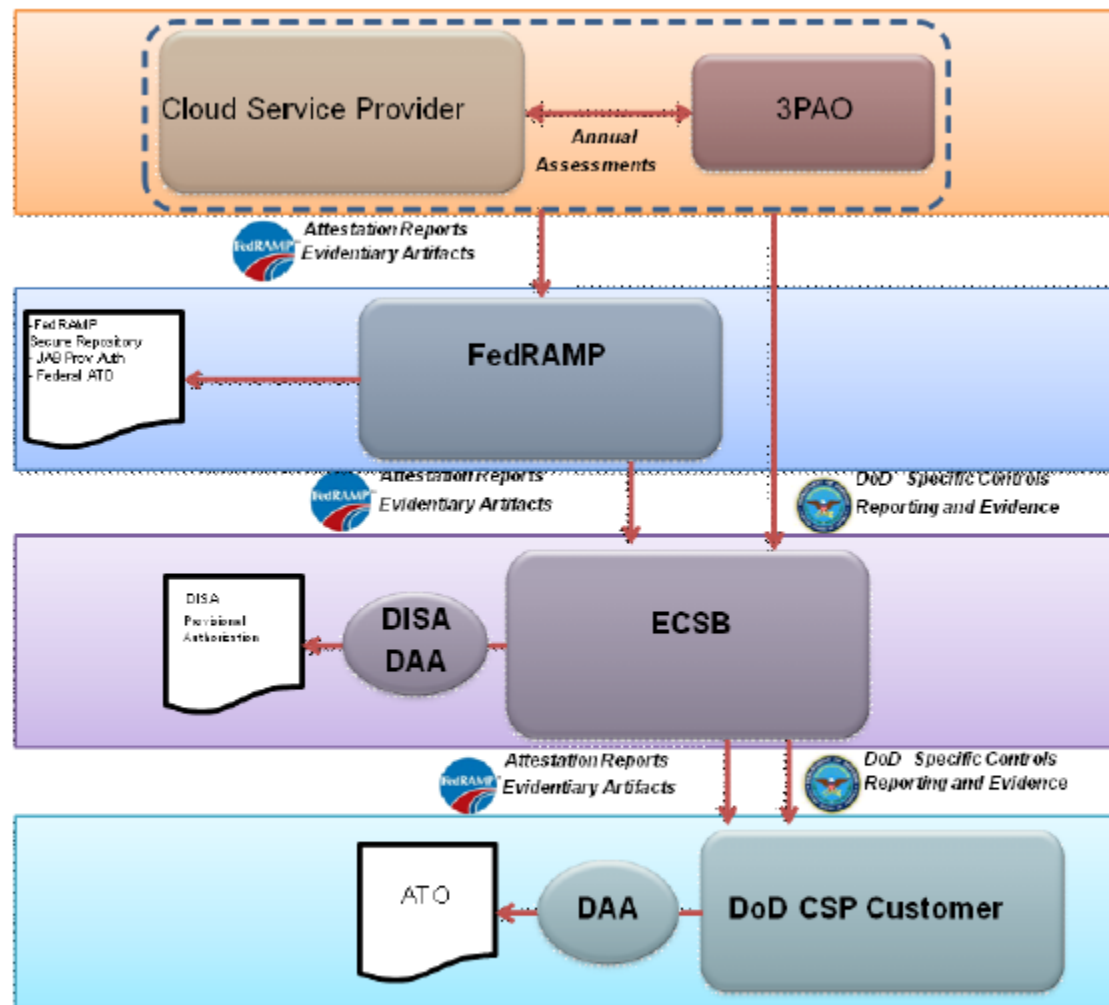 Cloud Service Provider
3PAO
Annual
Assessments
FedRAMP
Attestation Reports
Evidentiary Artifacts
-FedRAMP
Secure Repository
- JAB Prov Auth
- Federal ATO
FedRAMP
FedRAMP
Attestation Reports
Evidentiary Artifacts
DoD Specific Controls
Reporting and Evidence
DISA
Provisional
Authorization
DISA
DAA
ECSB
FedRAMP
Attestation Reports
Evidentiary Artifacts
DoD Specific Controls
Reporting and Evidence
ATO
DAA
DoD CSP Customer